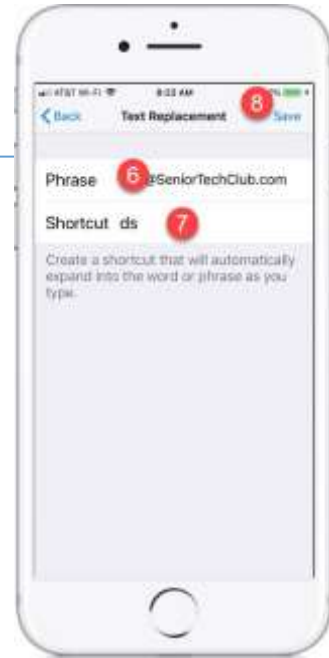 AT&T Wi-Fi 8:33 AM
Back Text Replacement 8 Save
Phrase 6 @SeniorTechClub.com
Shortcut ds 7
Create a shortcut that will automatically
expand into the word or phrase as you
type.